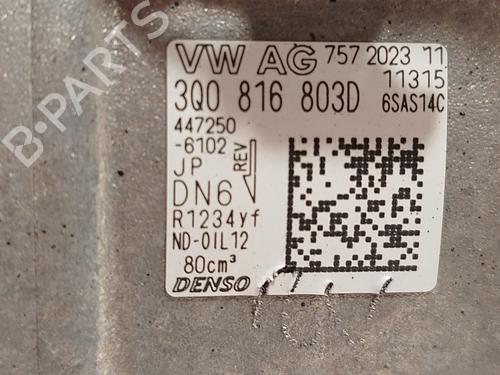 B-PARTS
VW AG 757 2023 11
11315
3Q0 816 803D 6SAS14C
447250
-6102
JP REV
DN6
R1234yf
ND-OIL12
80cm³
DENSO